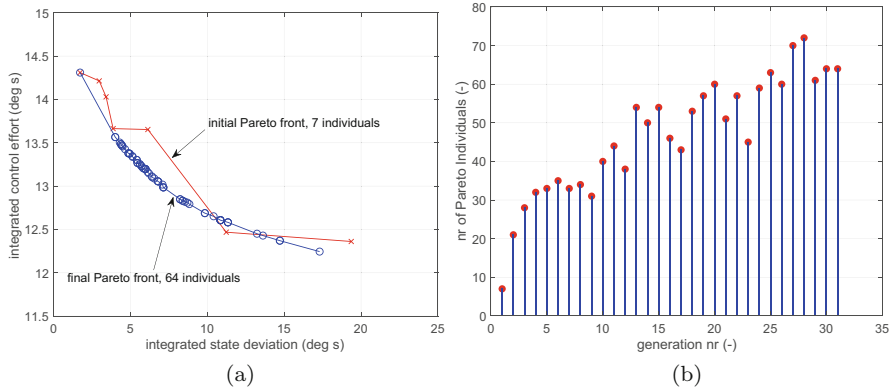 15
14.5
14
13.5
13
12.5
12
11.5
integrated control effort (deg s)
initial Pareto front, 7 individuals
final Pareto front, 64 individuals
0 5 10 15 20 25
integrated state deviation (deg s)
(a)
80
70
60
50
40
30
20
10
0
nr of Pareto Individuals (-)
0 5 10 15 20 25 30 35
generation nr (-)
(b)